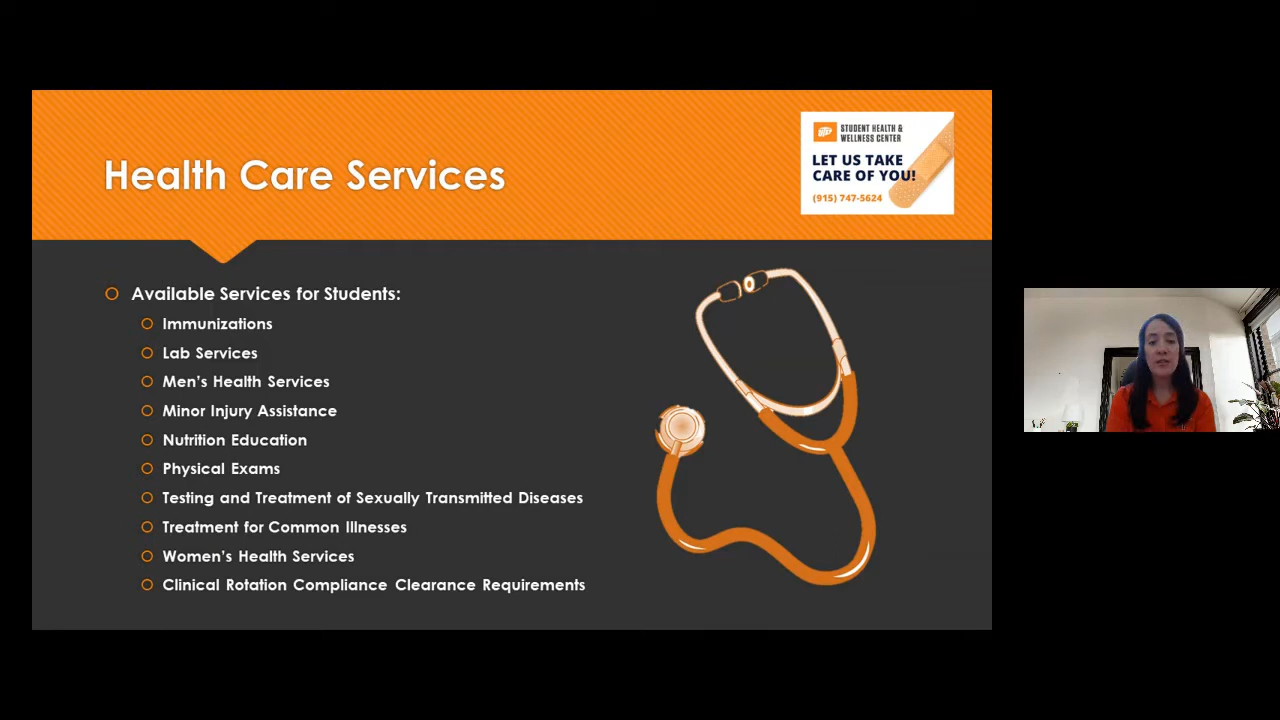 Health Care Services
UTEP
STUDENT HEALTH &
WELLNESS CENTER
LET US TAKE
CARE OF YOU!
(915) 747-5624
Available Services for Students:
Immunizations
Lab Services
Men's Health Services
Minor Injury Assistance
Nutrition Education
Physical Exams
Testing and Treatment of Sexually Transmitted Diseases
Treatment for Common Illnesses
Women's Health Services
Clinical Rotation Compliance Clearance Requirements